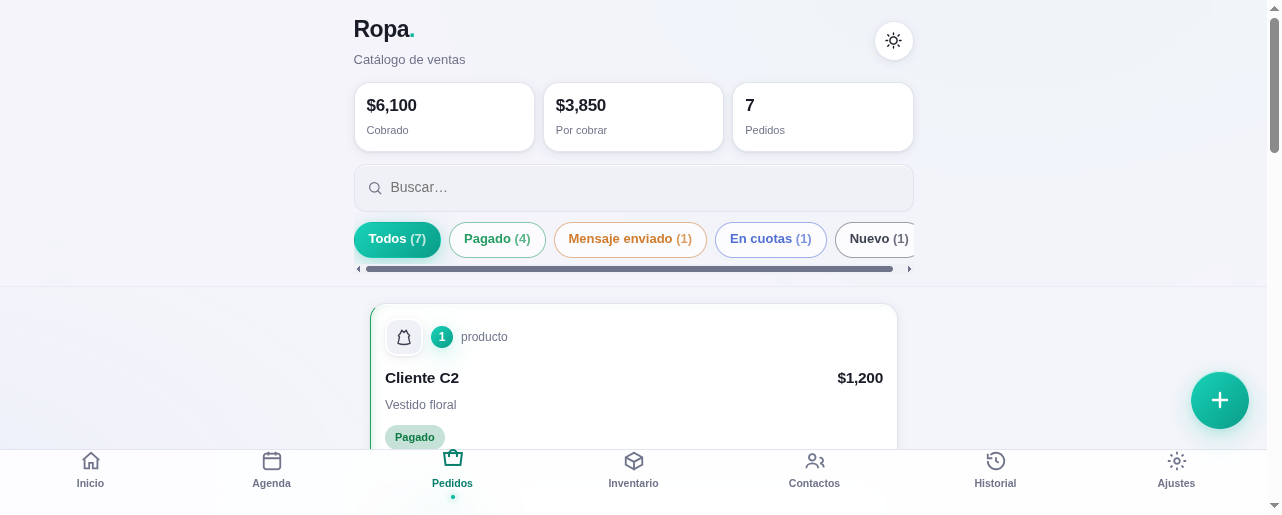 Ropa.
Catálogo de ventas
$6,100
Cobrado
$3,850
Por cobrar
7
Pedidos
Buscar…
Todos (7)
Pagado (4)
Mensaje enviado (1)
En cuotas (1)
Nuevo (1)
1 producto
Cliente C2
$1,200
Vestido floral
Pagado
Inicio
Agenda
Pedidos
Inventario
Contactos
Historial
Ajustes